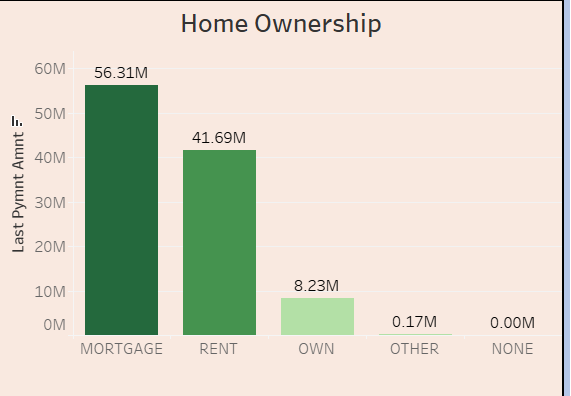 Home Ownership
Last Pymnt Amnt
60M
50M
40M
30M
20M
10M
0M
56.31M
41.69M
8.23M
0.17M
0.00M
MORTGAGE
RENT
OWN
OTHER
NONE